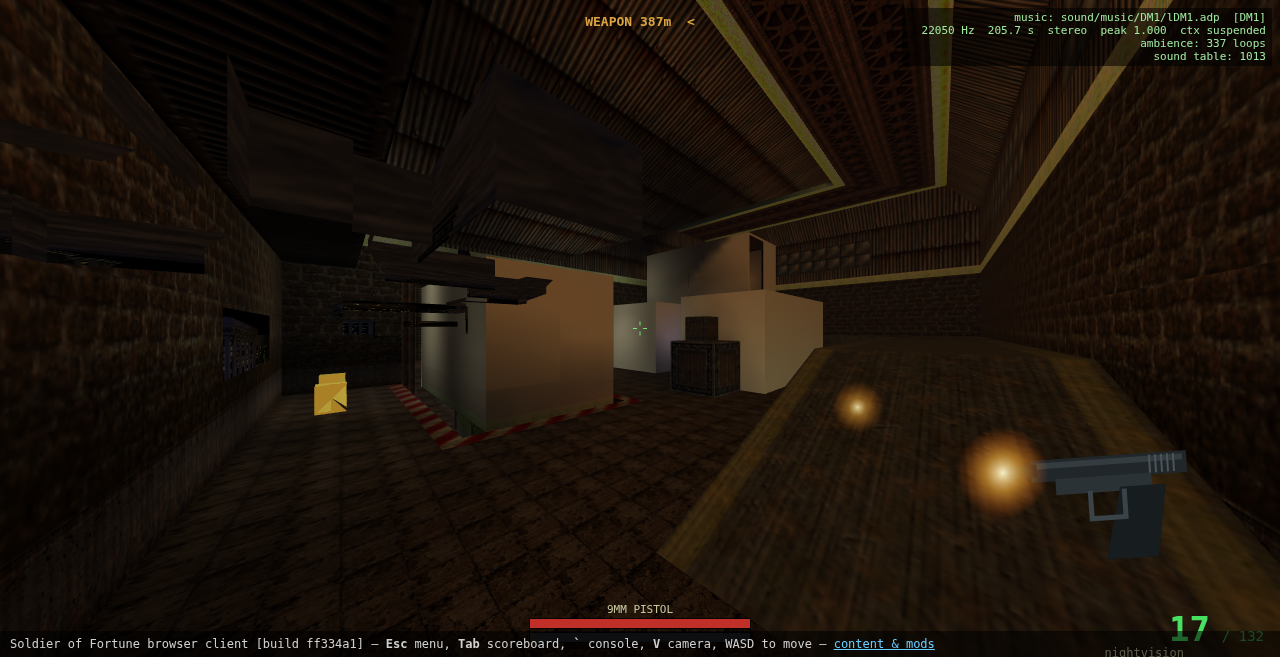 WEAPON 387m <
music: sound/music/DM1/lDM1.adp [DM1]
22050 Hz 205.7 s stereo peak 1.000 ctx suspended
ambience: 337 loops
sound table: 1013
9MM PISTOL
17 / 132
Soldier of Fortune browser client [build ff334a1] — Esc menu, Tab scoreboard, ` console, V camera, WASD to move — content & mods
nightvision